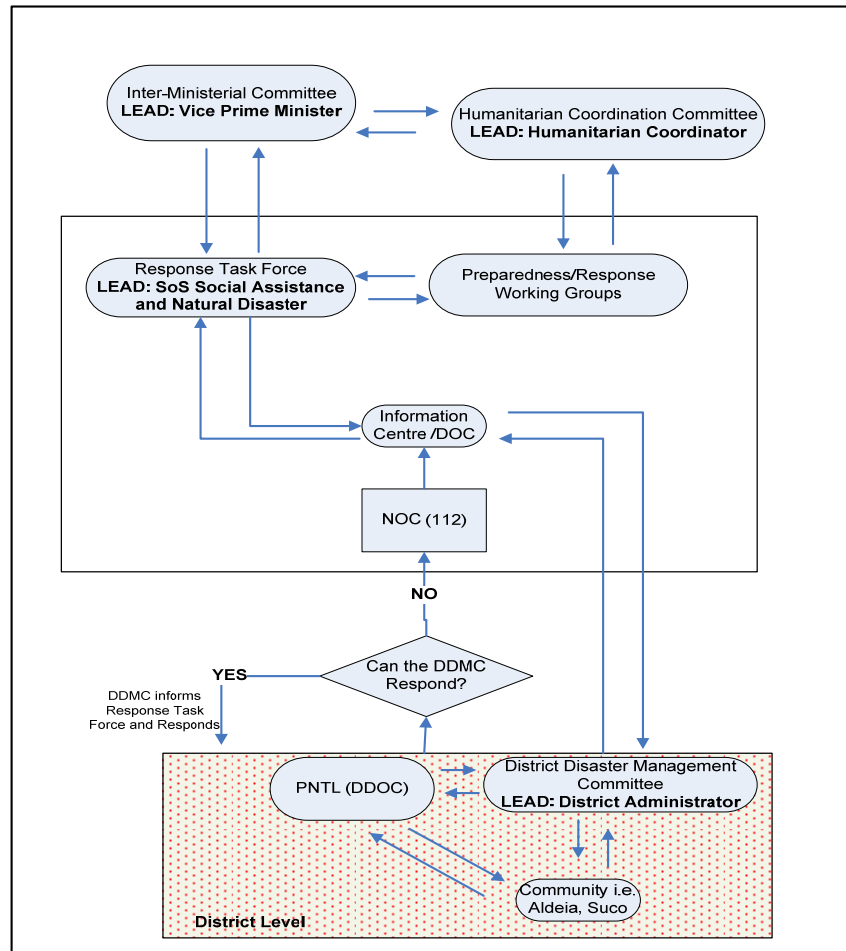 Inter-Ministerial Committee
LEAD: Vice Prime Minister
Humanitarian Coordination Committee
LEAD: Humanitarian Coordinator
Response Task Force
LEAD: SoS Social Assistance
and Natural Disaster
Preparedness/Response
Working Groups
Information
Centre/DOC
NOC (112)
NO
Can the DDMC
Respond?
YES
DDMC informs
Response Task
Force and Responds
PNTL (DDOC)
District Disaster Management
Committee
LEAD: District Administrator
Community i.e.
Aldeia, Suco
District Level